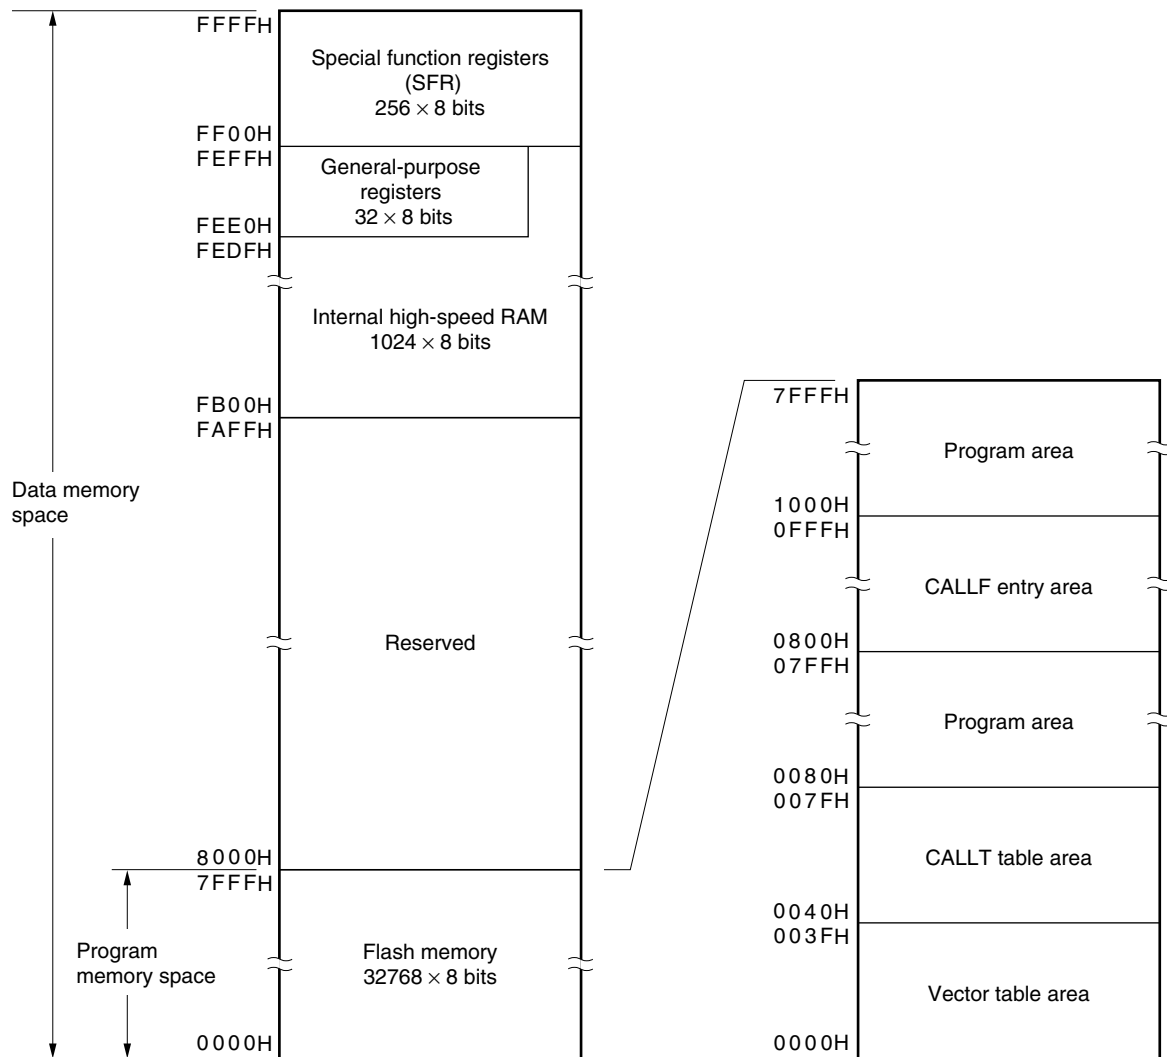 FFFFH
Special function registers
(SFR)
256 × 8 bits
FF00H
FEFFH
General-purpose
registers
32 × 8 bits
FEE0H
FEDFH
Internal high-speed RAM
1024 × 8 bits
FB00H
FAFFH
Data memory
space
Reserved
8000H
7FFFH
Program
memory space
Flash memory
32768 × 8 bits
0000H
7FFFH
Program area
1000H
0FFFH
CALLF entry area
0800H
07FFH
Program area
0080H
007FH
CALLT table area
0040H
003FH
Vector table area
0000H